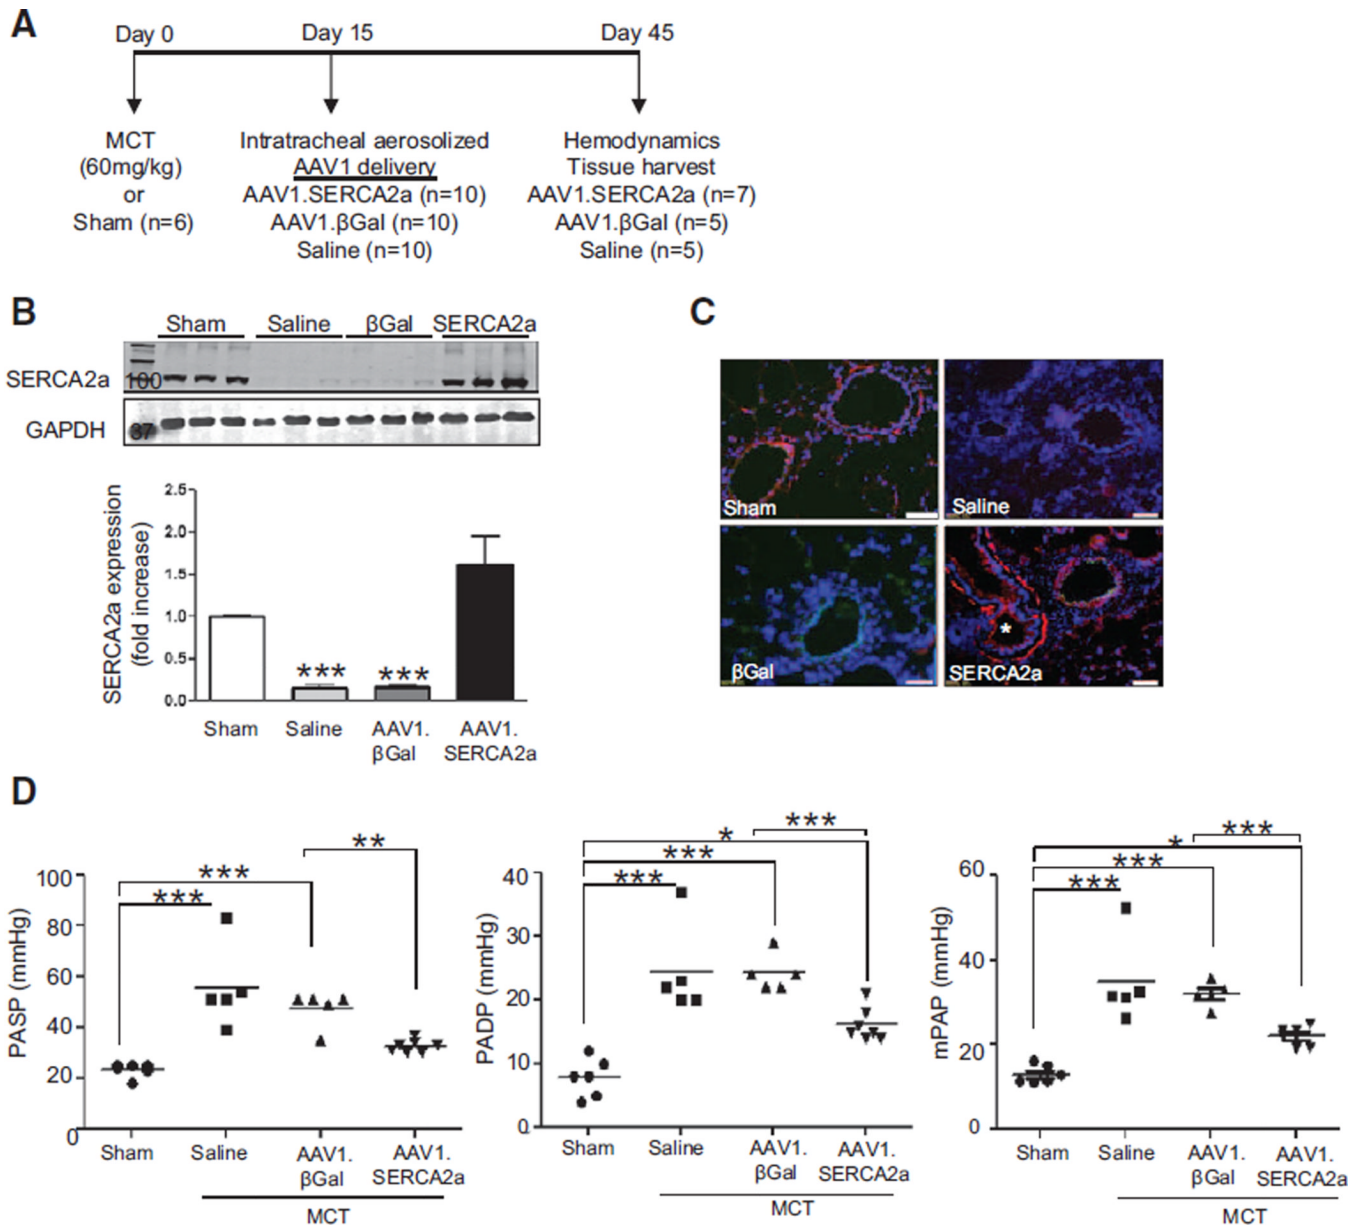 A
Day 0
Day 15
Day 45
MCT
(60mg/kg)
or
Sham (n=6)
Intratracheal aerosolized
AAV1 delivery
AAV1.SERCA2a (n=10)
AAV1.βGal (n=10)
Saline (n=10)
Hemodynamics
Tissue harvest
AAV1.SERCA2a (n=7)
AAV1.βGal (n=5)
Saline (n=5)
B
Sham Saline βGal SERCA2a
SERCA2a
100
GAPDH
37
SERCA2a expression
(fold increase)
2.5
2.0
1.5
1.0
0.5
0.0
*** ***
Sham
Saline
AAV1.
βGal
AAV1.
SERCA2a
C
Sham
Saline
βGal
SERCA2a
*
D
PASP (mmHg)
100
80
60
40
20
0
**
***
***
Sham
Saline
AAV1.
βGal
AAV1.
SERCA2a
MCT
PADP (mmHg)
40
30
20
10
0
***
*
***
***
Sham
Saline
AAV1.
βGal
AAV1.
SERCA2a
MCT
mPAP (mmHg)
60
40
20
0
***
*
***
***
Sham
Saline
AAV1.
βGal
AAV1.
SERCA2a
MCT